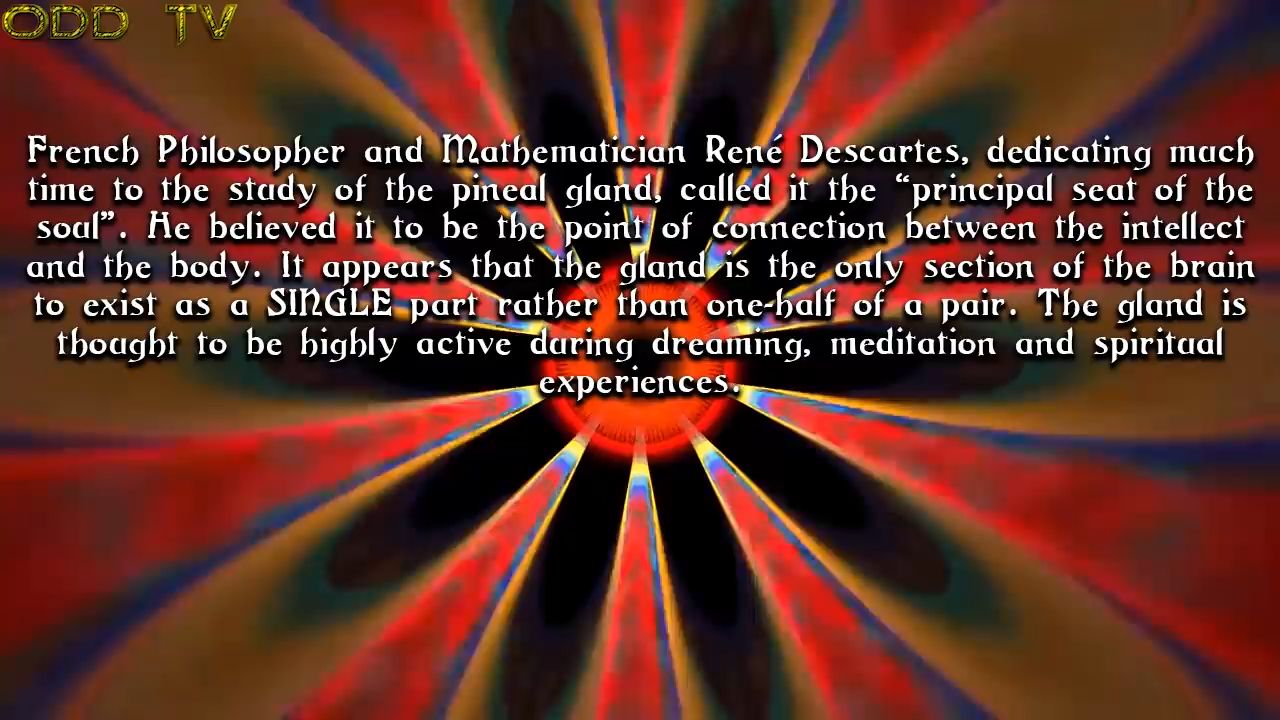 ODD TV
French Philosopher and Mathematician René Descartes, dedicating much
time to the study of the pineal gland, called it the “principal seat of the
soul”. He believed it to be the point of connection between the intellect
and the body. It appears that the gland is the only section of the brain
to exist as a SINGLE part rather than one-half of a pair. The gland is
thought to be highly active during dreaming, meditation and spiritual
experiences.